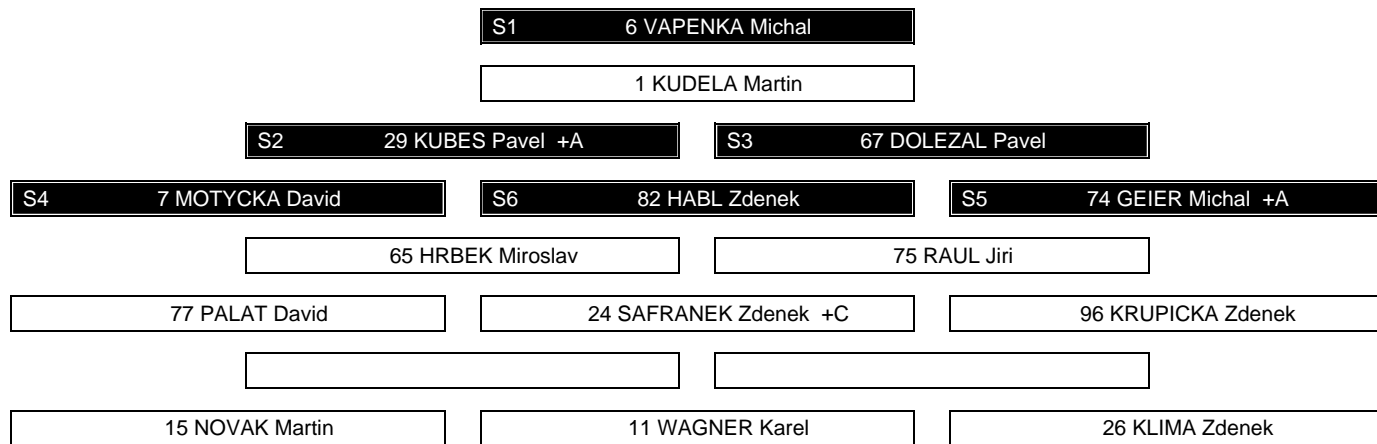 S1 6 VAPENKA Michal
1 KUDELA Martin
S2 29 KUBES Pavel +A S3 67 DOLEZAL Pavel
S4 7 MOTYCKA David S6 82 HABL Zdenek S5 74 GEIER Michal +A
65 HRBEK Miroslav 75 RAUL Jiri
77 PALAT David 24 SAFRANEK Zdenek +C 96 KRUPICKA Zdenek
15 NOVAK Martin 11 WAGNER Karel 26 KLIMA Zdenek